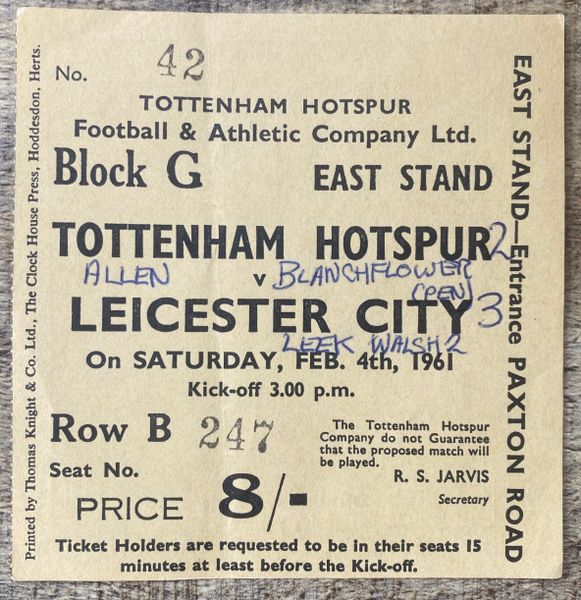 No. 42
TOTTENHAM HOTSPUR
Football & Athletic Company Ltd.
Block G EAST STAND
TOTTENHAM HOTSPUR 2
ALLEN v BLANCHFLOWER
(PEN)
LEICESTER CITY 3
LEEK WALSH 2
On SATURDAY, FEB. 4th, 1961
Kick-off 3.00 p.m.
Row B 247
Seat No.
PRICE 8/-
The Tottenham Hotspur
Company do not Guarantee
that the proposed match will
be played.
R. S. JARVIS
Secretary
Ticket Holders are requested to be in their seats 15
minutes at least before the Kick-off.
EAST STAND—Entrance PAXTON ROAD
Printed by Thomas Knight & Co. Ltd., The Clock House Press, Hoddesdon, Herts.